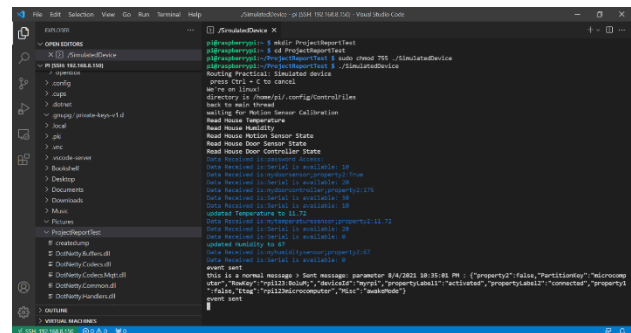 File Edit Selection View Go Run Terminal Help
./SimulatedDevice - pi [SSH: 192.168.8.150] - Visual Studio Code
EXPLORER
OPEN EDITORS
./SimulatedDevice
PI [SSH: 192.168.8.150]
openbox
.config
.cups
.dotnet
.gnupg / private-keys-v1.d
.local
.pki
.vnc
.vscode-server
Bookshelf
Desktop
Documents
Downloads
Music
Pictures
ProjectReportTest
createdump
DotNetty.Buffers.dll
DotNetty.Codecs.dll
DotNetty.Codecs.Mqtt.dll
DotNetty.Common.dll
DotNetty.Handlers.dll
OUTLINE
VIRTUAL MACHINES
./SimulatedDevice
pi@raspberrypi:~ $ mkdir ProjectReportTest
pi@raspberrypi:~ $ cd ProjectReportTest
pi@raspberrypi:~/ProjectReportTest $ sudo chmod 755 ./SimulatedDevice
pi@raspberrypi:~/ProjectReportTest $ ./SimulatedDevice
Routing Practical: Simulated device
press Ctrl + C to cancel
We're on linux!
directory is /home/pi/.config/ControlFiles
back to main thread
waiting for Motion Sensor Calibration
Read House Temperature
Read House Humidity
Read House Motion Sensor State
Read House Door Sensor State
Read House Door Controller State
Data Received is:password Access:
Data Received is:Serial is available: 10
Data Received is:mydoorsensor;property2:True
Data Received is:Serial is available: 20
Data Received is:mydoorcontroller;property2:175
Data Received is:Serial is available: 30
Data Received is:Serial is available: 10
updated Temperature to 11.72
Data Received is:mytemperaturesensor;property2:11.72
Data Received is:Serial is available: 20
Data Received is:Serial is available: 0
updated Humidity to 67
Data Received is:myhumiditysensor;property2:67
Data Received is:Serial is available: 0
event sent
this is a normal message > Sent message: parameter 8/4/2021 10:35:01 PM : {"property2":false,"PartitionKey":"microcomp
uter","RowKey":"rpi123:BoiuM","deviceId":"myrpi","propertyLabel1":"activated","propertyLabel2":"connected","property1
":false,"Etag":"rpi123microcomputer","Misc":"awakeMode"}
event sent